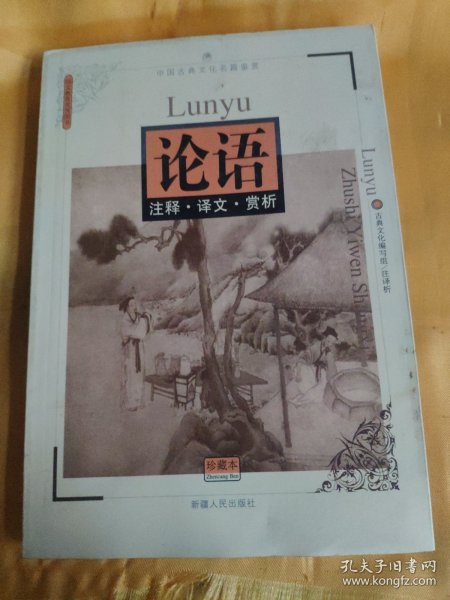 中国古典文化名篇鉴赏
Lunyu
论语
注释·译文·赏析
Lunyu
Zhushi Yiwen Sh
古典文化编写组/注译析
珍藏本
Zhencang Ben
新疆人民出版社
孔夫子旧书网
www.kongfz.com